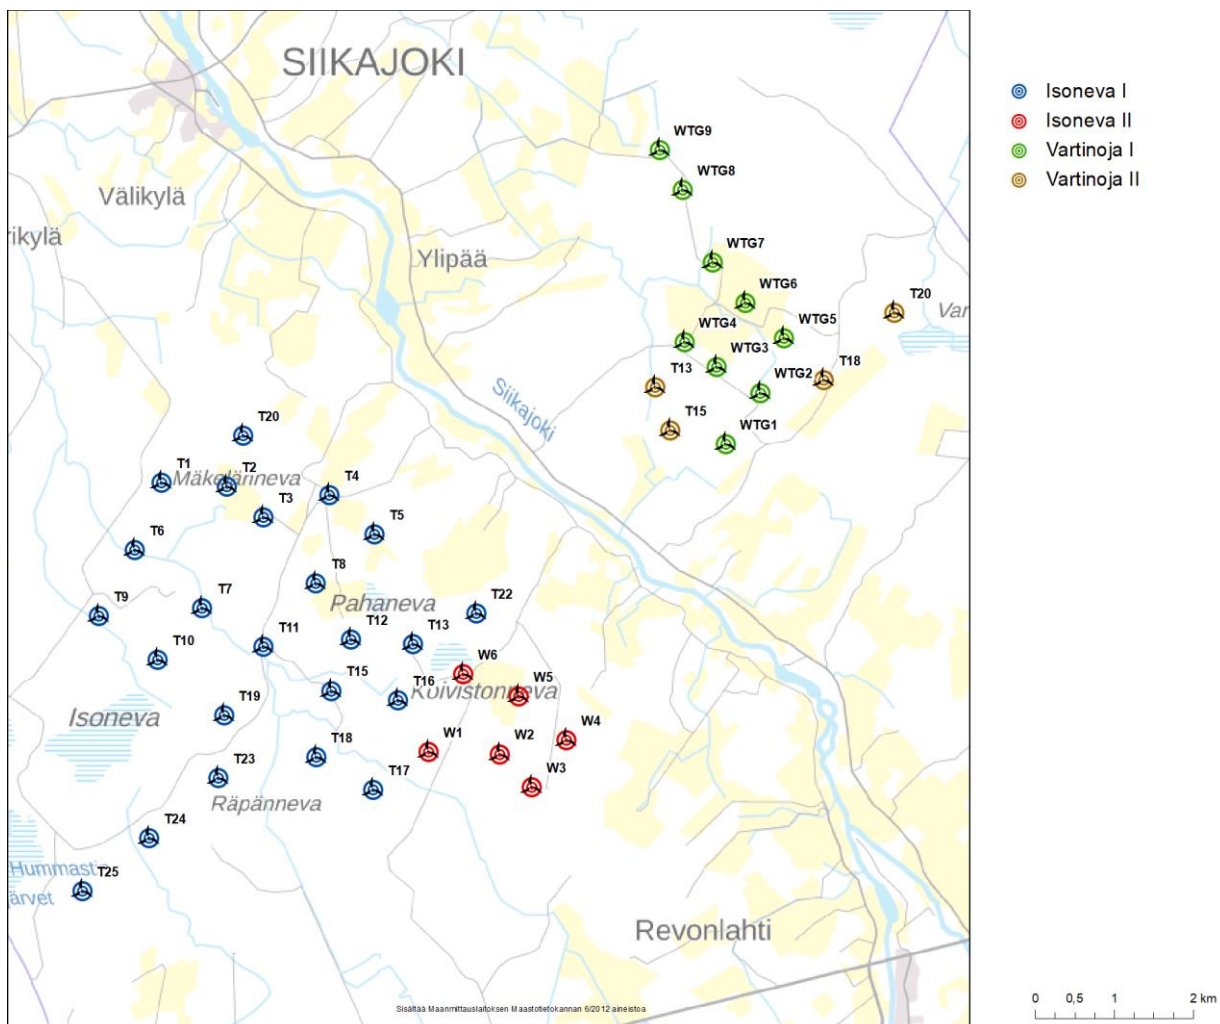 SIIKAJOKI
Isoneva I
Isoneva II
WTG9
Vartinoja I
WTG8
Vartinoja II
Välikylä
rikylä
WTG7
Ylipää
WTG6
T20
Var
WTG5
WTG4
WTG3
T13
T18
WTG2
Siikajoki
T15
WTG1
T20
T1
T2
T4
Mäkelärineva
T3
T5
T6
T8
T9
T7
Pahaneva
T22
T11
T12
T13
T10
W6
T15
T16
W5
Koivistonneva
T19
Isoneva
W4
T18
W1
W2
T23
T17
W3
Räpänneva
T24
Hummastin
T25
järvet
Revonlahti
Sisältää Maanmittauslaitoksen Maastotietokannan 6/2012 aineistoa
0 0,5 1 2 km